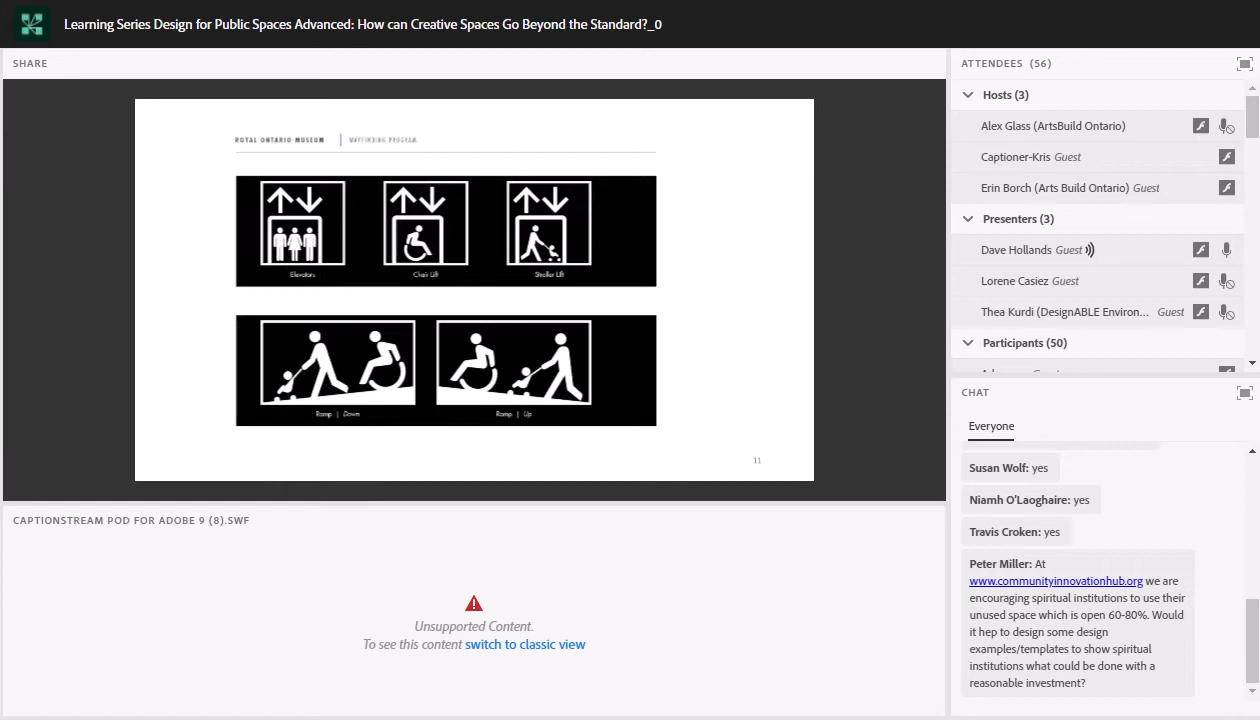 Learning Series Design for Public Spaces Advanced: How can Creative Spaces Go Beyond the Standard?_0
SHARE
ROYAL ONTARIO MUSEUM | WAYFINDING PROGRAM
Elevators
Chair Lift
Stroller Lift
Ramp | Down
Ramp | Up
11
CAPTIONSTREAM POD FOR ADOBE 9 (8).SWF
Unsupported Content.
To see this content switch to classic view
ATTENDEES (56)
Hosts (3)
Alex Glass (ArtsBuild Ontario)
Captioner-Kris Guest
Erin Borch (Arts Build Ontario) Guest
Presenters (3)
Dave Hollands Guest
Lorene Casiez Guest
Thea Kurdi (DesignABLE Environ... Guest
Participants (50)
CHAT
Everyone
Susan Wolf: yes
Niamh O'Laoghaire: yes
Travis Croken: yes
Peter Miller: At
www.communityinnovationhub.org we are
encouraging spiritual institutions to use their
unused space which is open 60-80%. Would
it hep to design some design
examples/templates to show spiritual
institutions what could be done with a
reasonable investment?